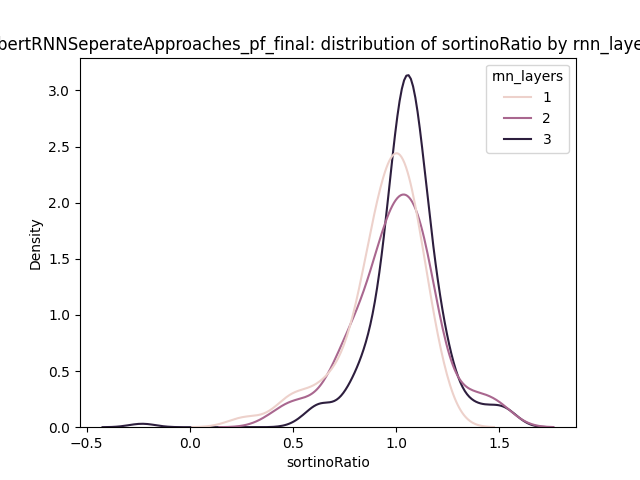 bertRNNSeperateApproaches_pf_final: distribution of sortinoRatio by rnn_laye
rnn_layers
1
2
3
3.0
2.5
2.0
1.5
1.0
0.5
0.0
Density
−0.5 0.0 0.5 1.0 1.5
sortinoRatio